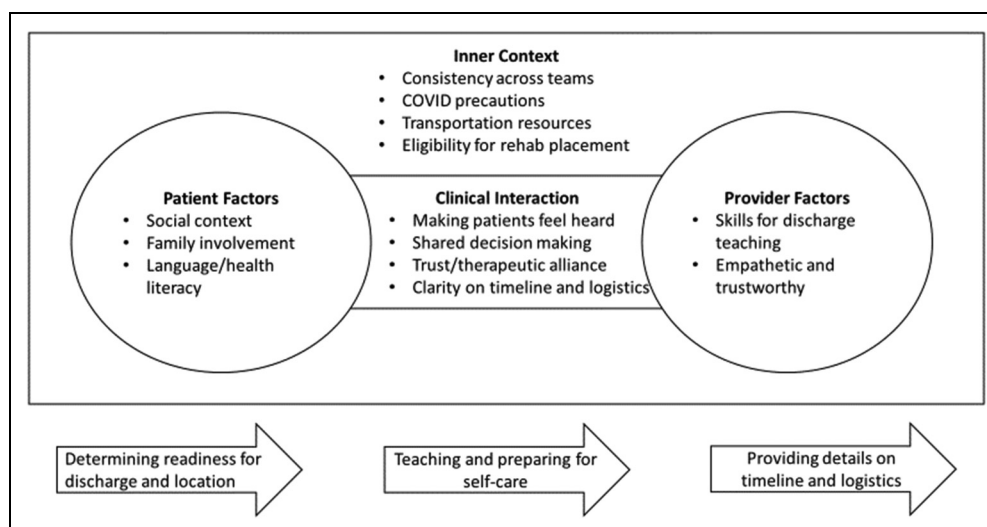 Inner Context
• Consistency across teams
• COVID precautions
• Transportation resources
• Eligibility for rehab placement
Patient Factors
• Social context
• Family involvement
• Language/health
literacy
Clinical Interaction
• Making patients feel heard
• Shared decision making
• Trust/therapeutic alliance
• Clarity on timeline and logistics
Provider Factors
• Skills for discharge
teaching
• Empathetic and
trustworthy
Determining readiness for
discharge and location
Teaching and preparing for
self-care
Providing details on
timeline and logistics